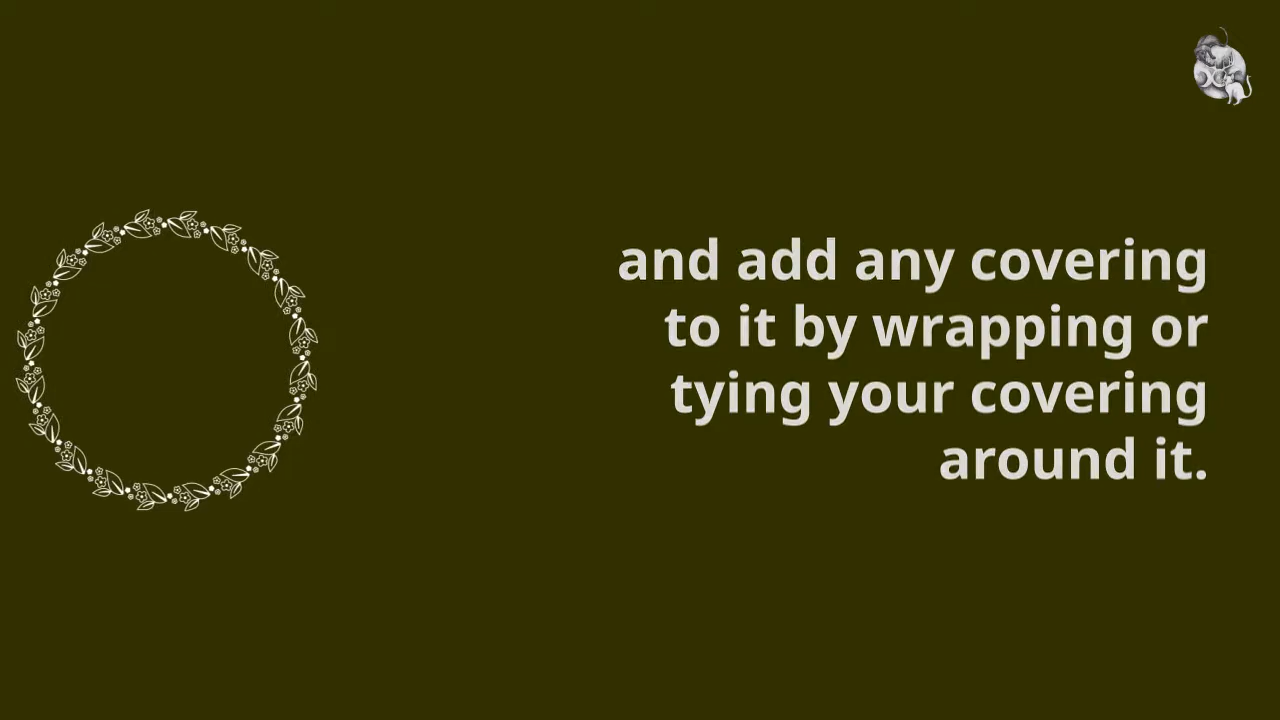 and add any covering
to it by wrapping or
tying your covering
around it.